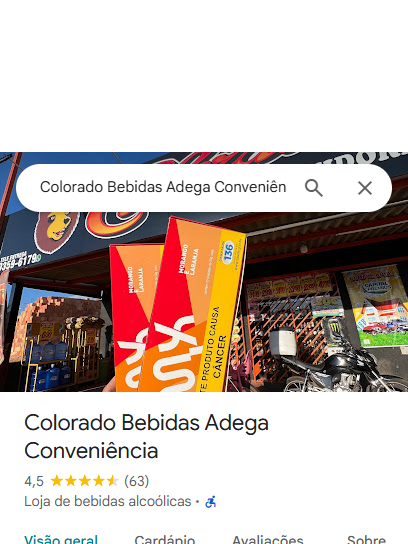 Colorado Bebidas Adega Conveniên
3359-6179
MORANGO
LARANJA
MORANGO
LARANJA
136
TE PRODUTO CAUSA
CÂNCER
Colorado Bebidas Adega
Conveniência
4,5 (63)
Loja de bebidas alcoólicas ·
Visão geral Cardápio Avaliações Sobre